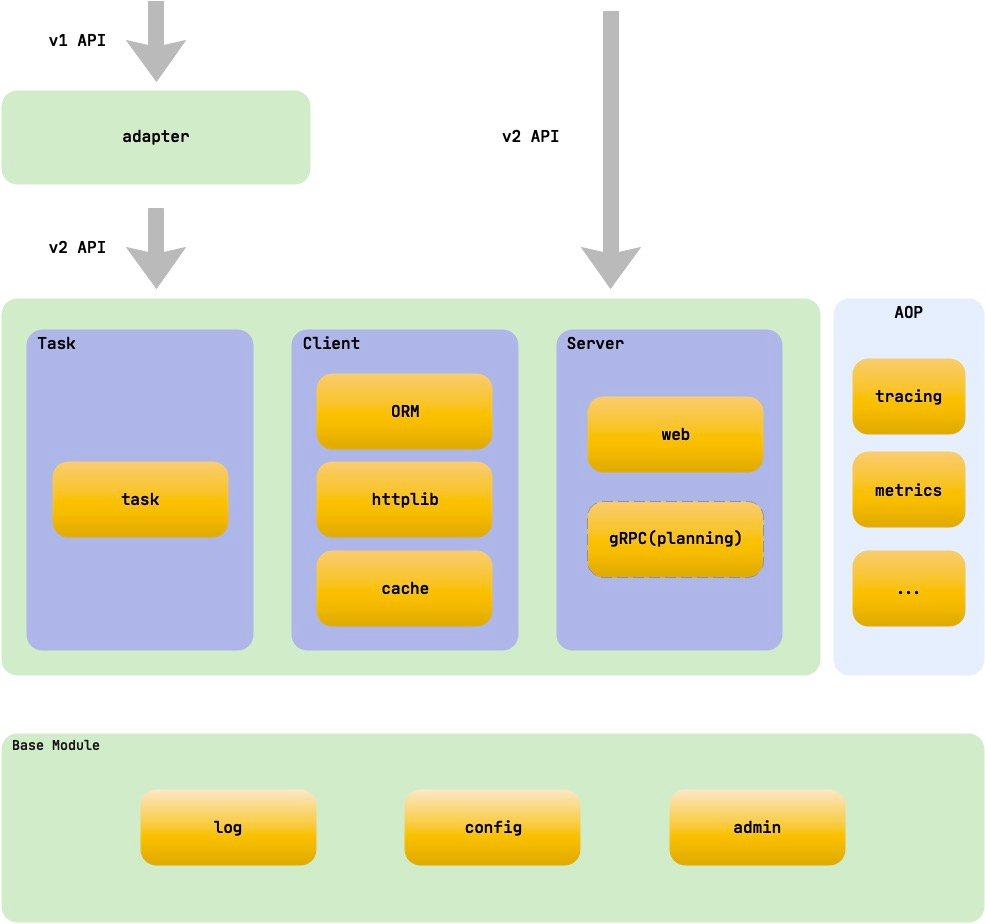 v1 API
adapter
v2 API
v2 API
Task
task
Client
ORM
httplib
cache
Server
web
gRPC(planning)
AOP
tracing
metrics
...
Base Module
log
config
admin